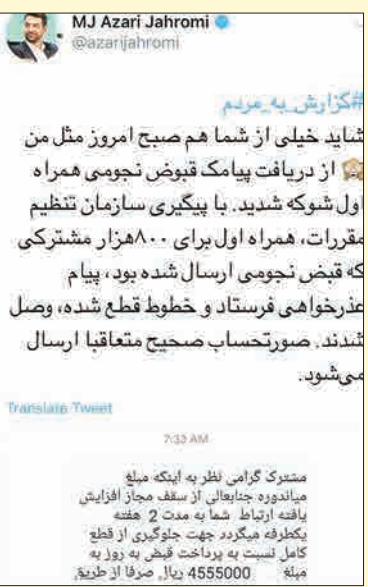 MJ Azari Jahromi
@azarijahromi
#گزارش_به_مردم
شاید خیلی از شما هم صبح امروز مثل من
🙈 از دریافت پیامک قبوض نجومی همراه
اول شوکه شدید. با پیگیری سازمان تنظیم
مقررات، همراه اول برای ۸۰۰هزار مشترکی
که قبض نجومی ارسال شده بود، پیام
عذرخواهی فرستاد و خطوط قطع شده، وصل
شدند. صورتحساب صحیح متعاقبا ارسال
می‌شود.
Translate Tweet
7:33 AM
مشترک گرامی نظر به اینکه مبلغ
میاندوره جنابعالی از سقف مجاز افزایش
یافته ارتباط شما به مدت 2 هفته
یکطرفه میگردد جهت جلوگیری از قطع
کامل نسبت به پرداخت قبض به روز به
مبلغ 4555000 ریال صرفا از طریق